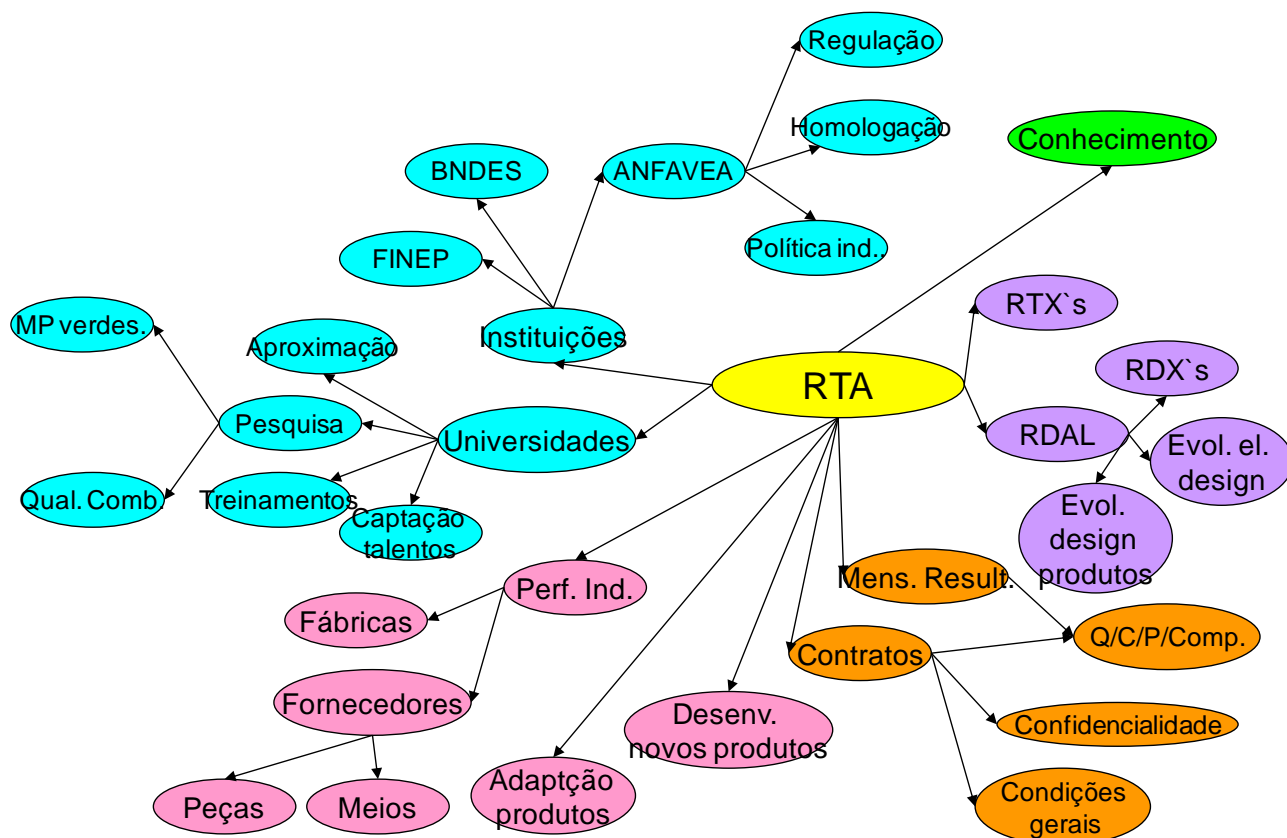 Regulação
Homologação
Conhecimento
BNDES
ANFAVEA
Política ind..
FINEP
RTX`s
MP verdes.
Instituições
Aproximação
RDX`s
RTA
Pesquisa
Universidades
RDAL
Evol. el.
design
Qual. Comb.
Treinamentos
Captação
talentos
Evol.
design
produtos
Mens. Result.
Perf. Ind.
Fábricas
Q/C/P/Comp.
Contratos
Fornecedores
Desenv.
novos produtos
Confidencialidade
Adaptção
produtos
Peças
Meios
Condições
gerais